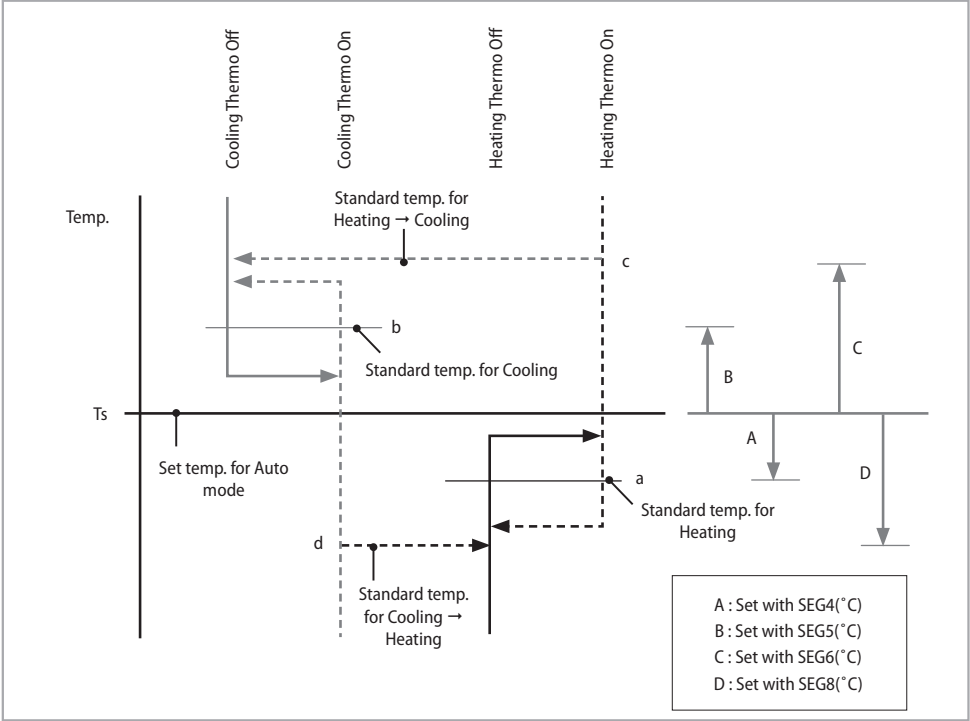 Cooling Thermo Off
Cooling Thermo On
Heating Thermo Off
Heating Thermo On
Temp.
Standard temp. for
Heating → Cooling
c
b
Standard temp. for Cooling
Ts
Set temp. for Auto
mode
a
Standard temp. for
Heating
d
Standard temp.
for Cooling →
Heating
B
A
C
D
A : Set with SEG4(˚C)
B : Set with SEG5(˚C)
C : Set with SEG6(˚C)
D : Set with SEG8(˚C)